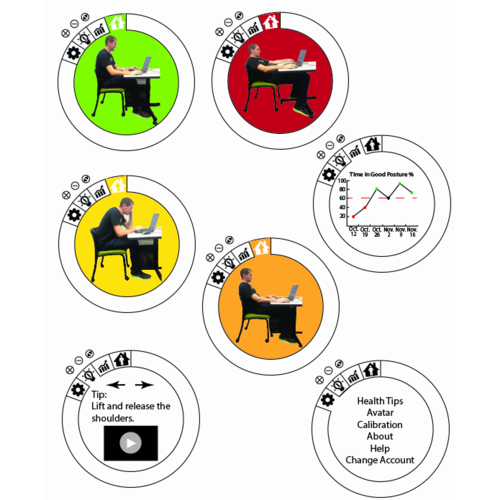 Time In Good Posture %
100
80
60
40
20
Oct. Oct. Oct. Nov. Nov. Nov.
12 19 26 2 9 16
Tip:
Lift and release the
shoulders.
Health Tips
Avatar
Calibration
About
Help
Change Account